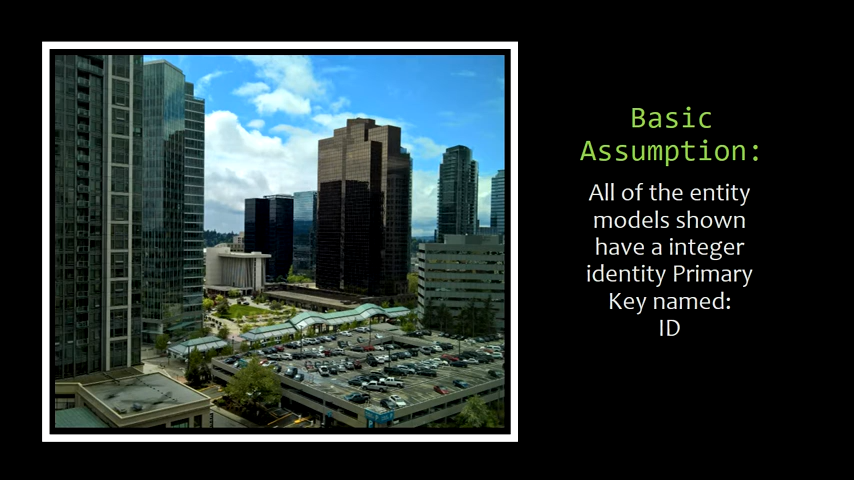 Basic
Assumption:
All of the entity
models shown
have a integer
identity Primary
Key named:
ID